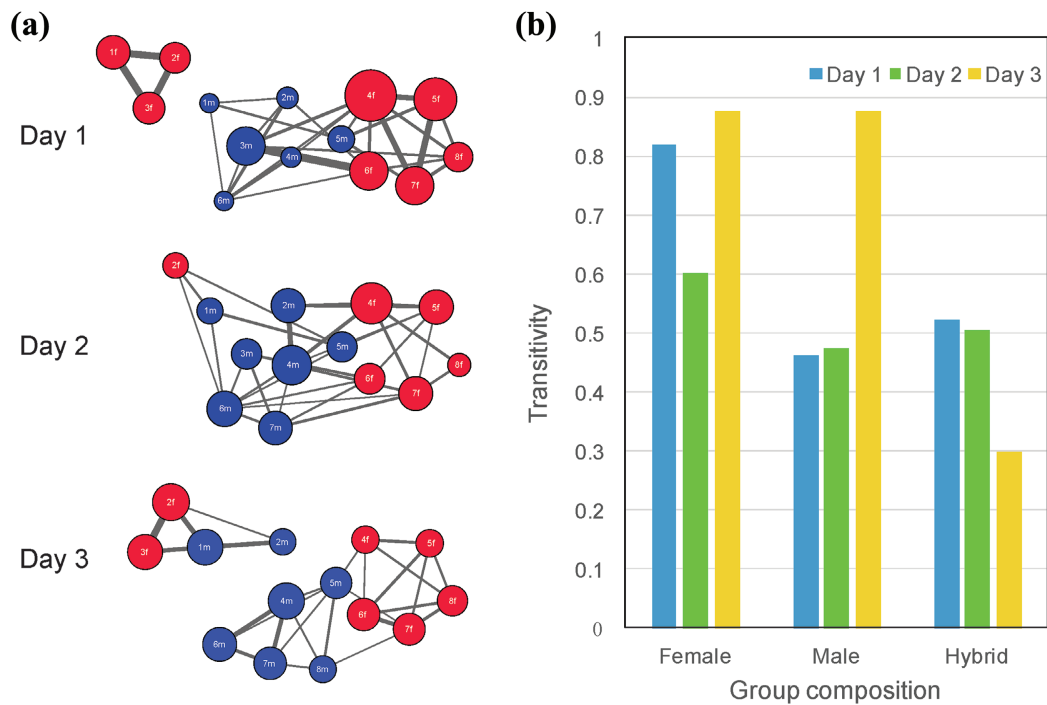 (a)
Day 1
1f
2f
3f
1m
2m
3m
4m
5m
6m
4f
5f
6f
7f
8f
Day 2
2f
1m
2m
3m
4m
5m
6m
7m
4f
5f
6f
7f
8f
Day 3
2f
3f
1m
2m
4m
5m
6m
7m
8m
4f
5f
6f
7f
8f
(b)
Day 1 Day 2 Day 3
Transitivity
1
0.9
0.8
0.7
0.6
0.5
0.4
0.3
0.2
0.1
0
Female Male Hybrid
Group composition